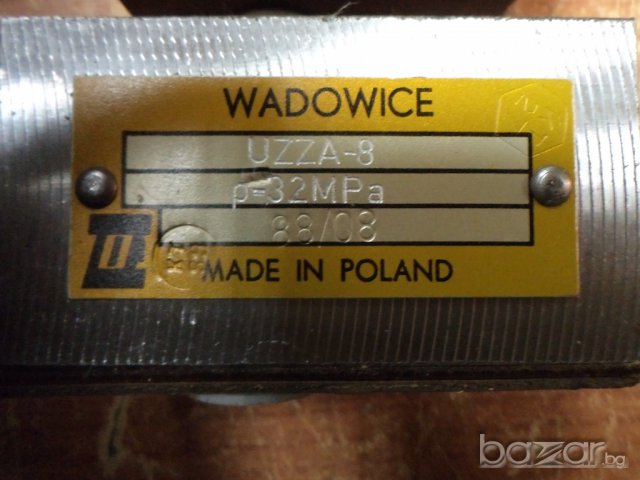 WADOWICE
UZZA-8
p=32MPa
88/08
MADE IN POLAND
bazar.bg